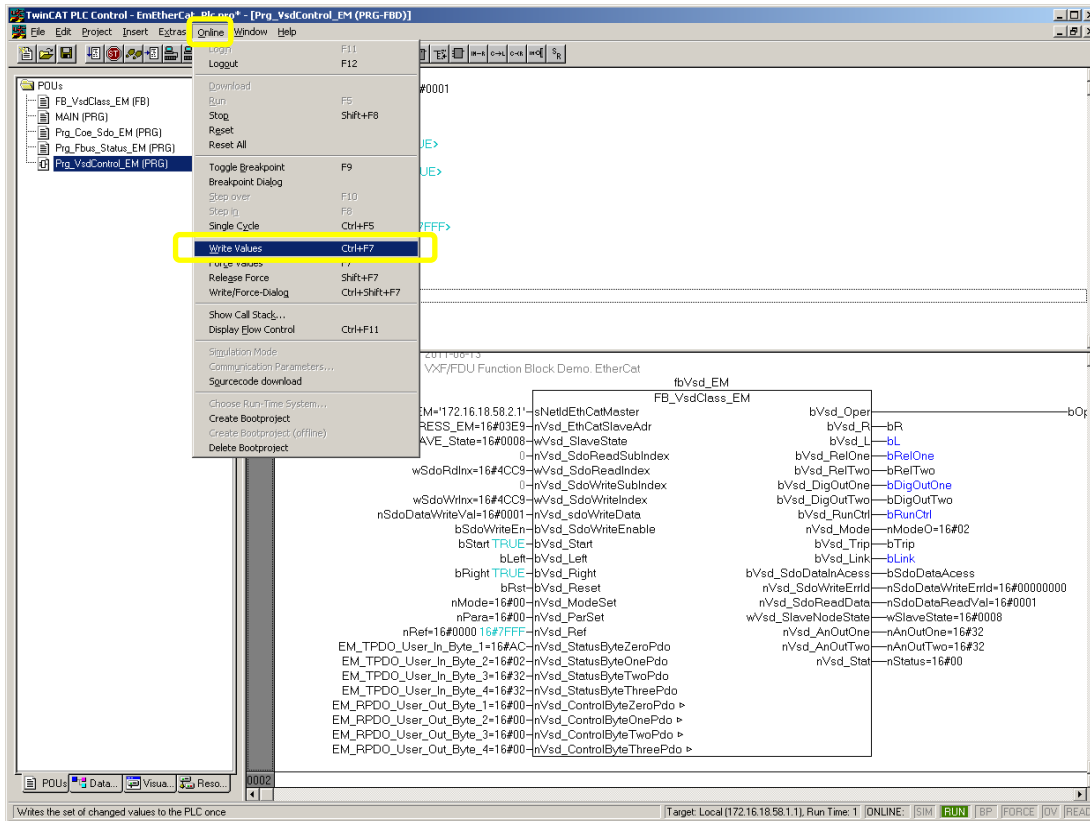 TwinCAT PLC Control - EmEtherCat_Plc.pro* - [Prg_VsdControl_EM (PRG-FBD)]
File Edit Project Insert Extras Online Window Help
POUs
FB_VsdClass_EM (FB)
MAIN (PRG)
Prg_Coe_Sdo_EM (PRG)
Prg_Fbus_Status_EM (PRG)
Prg_VsdControl_EM (PRG)
Login F11
Logout F12
Download
Run F5
Stop Shift+F8
Reset
Reset All
Toggle Breakpoint F9
Breakpoint Dialog
Step over F10
Step in F8
Single Cycle Ctrl+F5
Write Values Ctrl+F7
Force Values F7
Release Force Shift+F7
Write/Force-Dialog Ctrl+Shift+F7
Show Call Stack...
Display Flow Control Ctrl+F11
Simulation Mode
Communication Parameters...
Sourcecode download
Choose Run-Time System...
Create Bootproject
Create Bootproject (offline)
Delete Bootproject
#0001
UE>
UE>
7FFF>
2011-08-13
VXF/FDU Function Block Demo. EtherCat
fbVsd_EM
FB_VsdClass_EM
EM='172.16.18.58.2.1' sNetIdEthCatMaster bVsd_Oper bOp
RESS_EM=16#03E9 nVsd_EthCatSlaveAdr bVsd_R bR
AVE_State=16#0008 wVsd_SlaveState bVsd_L bL
0 nVsd_SdoReadSubIndex bVsd_RelOne bRelOne
wSdoRdInx=16#4CC9 wVsd_SdoReadIndex bVsd_RelTwo bRelTwo
0 nVsd_SdoWriteSubIndex bVsd_DigOutOne bDigOutOne
wSdoWrInx=16#4CC9 wVsd_SdoWriteIndex bVsd_DigOutTwo bDigOutTwo
nSdoDataWriteVal=16#0001 nVsd_sdoWriteData bVsd_RunCtrl bRunCtrl
bSdoWriteEn bVsd_SdoWriteEnable nVsd_Mode nModeO=16#02
bStart TRUE bVsd_Start bVsd_Trip bTrip
bLeft bVsd_Left bVsd_Link bLink
bRight TRUE bVsd_Right bVsd_SdoDataInAcess bSdoDataAcess
bRst bVsd_Reset nVsd_SdoWriteErrId nSdoDataWriteErrId=16#00000000
nMode=16#00 nVsd_ModeSet nVsd_SdoReadData nSdoDataReadVal=16#0001
nPara=16#00 nVsd_ParSet wVsd_SlaveNodeState wSlaveState=16#0008
nRef=16#0000 16#7FFF nVsd_Ref nVsd_AnOutOne nAnOutOne=16#32
EM_TPDO_User_In_Byte_1=16#AC nVsd_StatusByteZeroPdo nVsd_AnOutTwo nAnOutTwo=16#32
EM_TPDO_User_In_Byte_2=16#02 nVsd_StatusByteOnePdo nVsd_Stat nStatus=16#00
EM_TPDO_User_In_Byte_3=16#32 nVsd_StatusByteTwoPdo
EM_TPDO_User_In_Byte_4=16#32 nVsd_StatusByteThreePdo
EM_RPDO_User_Out_Byte_1=16#00 nVsd_ControlByteZeroPdo
EM_RPDO_User_Out_Byte_2=16#00 nVsd_ControlByteOnePdo
EM_RPDO_User_Out_Byte_3=16#00 nVsd_ControlByteTwoPdo
EM_RPDO_User_Out_Byte_4=16#00 nVsd_ControlByteThreePdo
0002
POUs Data... Visua... Reso...
Writes the set of changed values to the PLC once Target: Local (172.16.18.58.1.1), Run Time: 1 ONLINE: SIM RUN BP FORCE OV READ